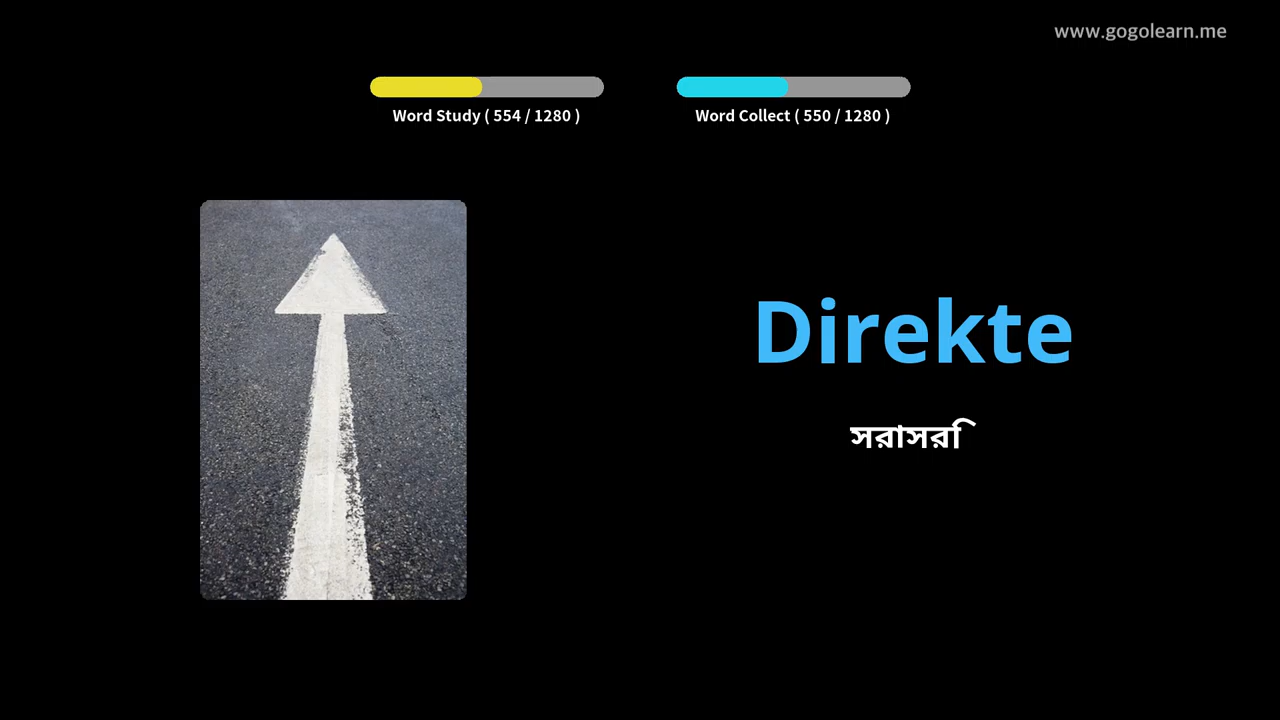 www.gogolearn.me
Word Study ( 554 / 1280 )
Word Collect ( 550 / 1280 )
Direkte
সরাসরি